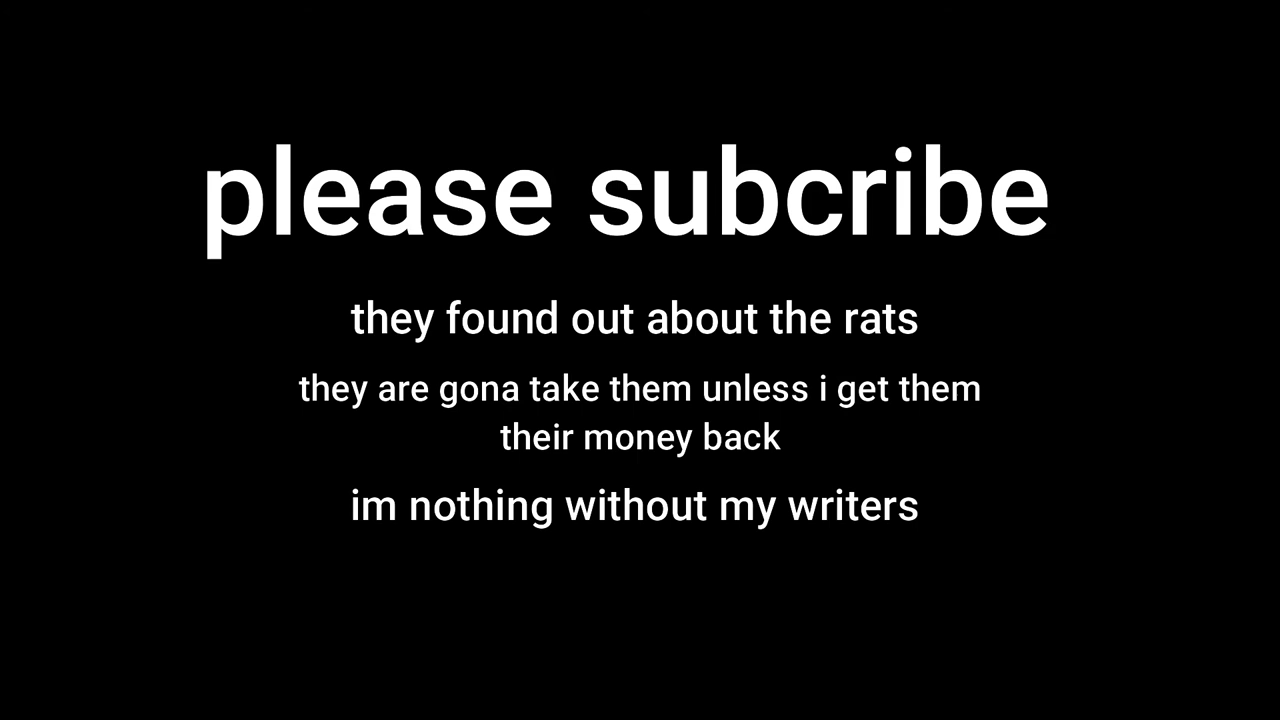 please subcribe
they found out about the rats
they are gona take them unless i get them
their money back
im nothing without my writers